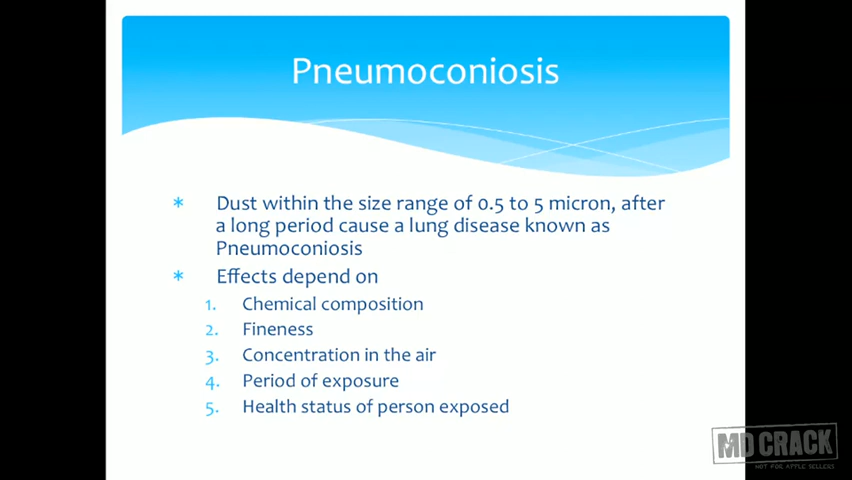 Pneumoconiosis
* Dust within the size range of 0.5 to 5 micron, after
a long period cause a lung disease known as
Pneumoconiosis
* Effects depend on
1. Chemical composition
2. Fineness
3. Concentration in the air
4. Period of exposure
5. Health status of person exposed
MD CRACK
NOT FOR APPLE SELLERS